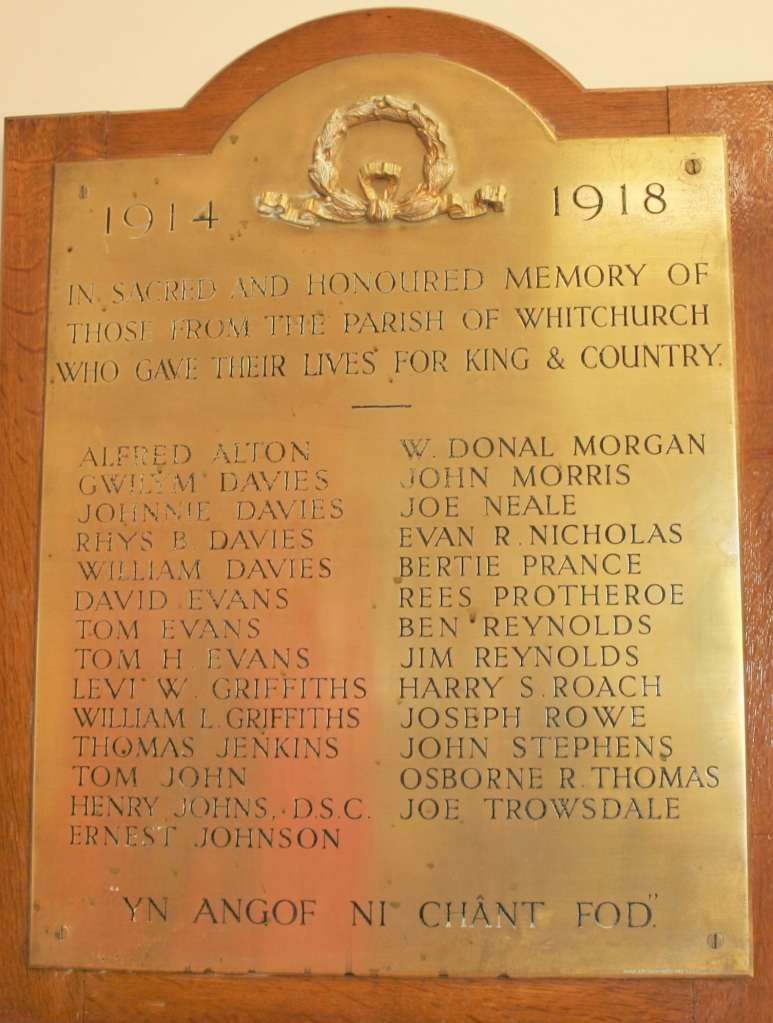 1914 1918
IN SACRED AND HONOURED MEMORY OF
THOSE FROM THE PARISH OF WHITCHURCH
WHO GAVE THEIR LIVES FOR KING & COUNTRY.
ALFRED ALTON
GWILYM DAVIES
JOHNNIE DAVIES
RHYS B. DAVIES
WILLIAM DAVIES
DAVID EVANS
TOM EVANS
TOM H. EVANS
LEVI W. GRIFFITHS
WILLIAM L. GRIFFITHS
THOMAS JENKINS
TOM JOHN
HENRY JOHNS, D.S.C.
ERNEST JOHNSON
W. DONAL MORGAN
JOHN MORRIS
JOE NEALE
EVAN R. NICHOLAS
BERTIE PRANCE
REES PROTHEROE
BEN REYNOLDS
JIM REYNOLDS
HARRY S. ROACH
JOSEPH ROWE
JOHN STEPHENS
OSBORNE R. THOMAS
JOE TROWSDALE
"YN ANGOF NI CHÂNT FOD."